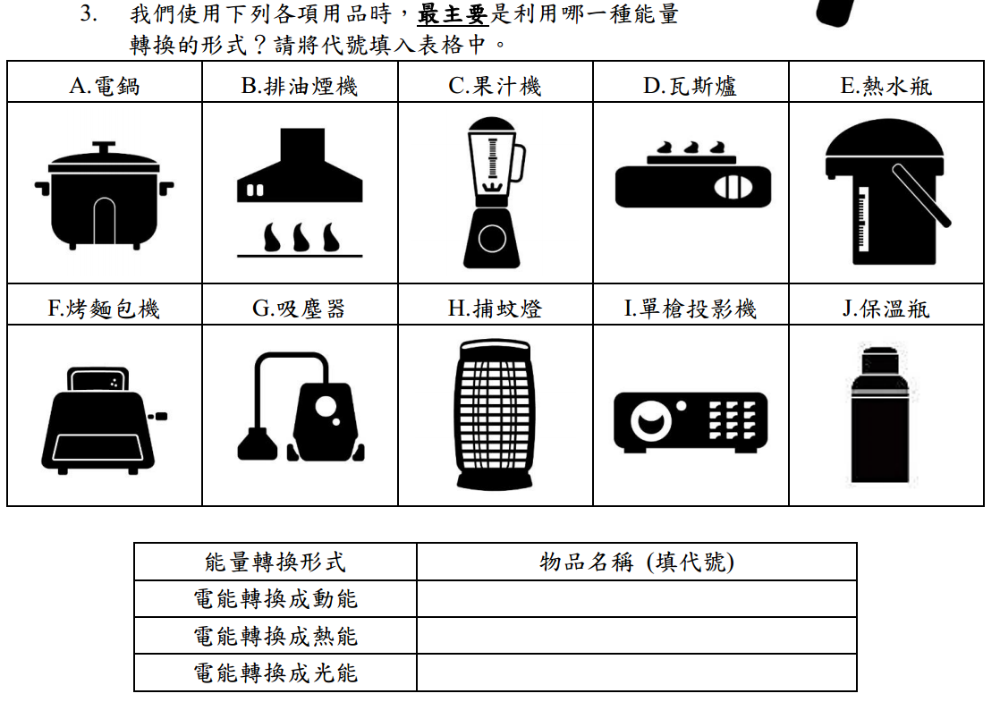 3. 我們使用下列各項用品時，最主要是利用哪一種能量
轉換的形式？請將代號填入表格中。
A.電鍋 B.排油煙機 C.果汁機 D.瓦斯爐 E.熱水瓶
F.烤麵包機 G.吸塵器 H.捕蚊燈 I.單槍投影機 J.保溫瓶
能量轉換形式 物品名稱 (填代號)
電能轉換成動能
電能轉換成熱能
電能轉換成光能